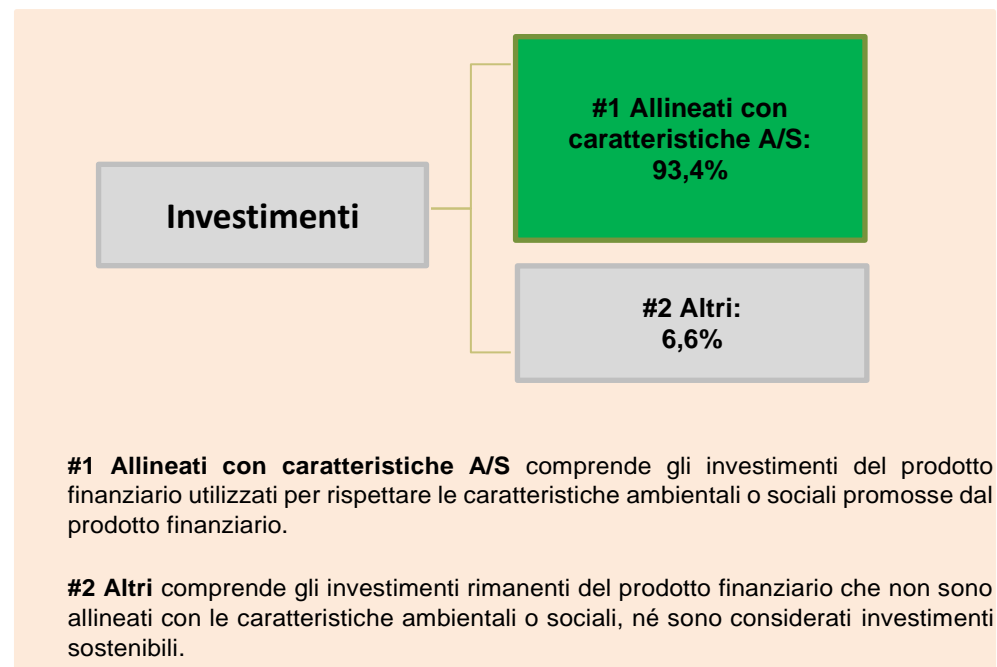 #1 Allineati con
caratteristiche A/S:
93,4%
Investimenti
#2 Altri:
6,6%
#1 Allineati con caratteristiche A/S comprende gli investimenti del prodotto
finanziario utilizzati per rispettare le caratteristiche ambientali o sociali promosse dal
prodotto finanziario.
#2 Altri comprende gli investimenti rimanenti del prodotto finanziario che non sono
allineati con le caratteristiche ambientali o sociali, né sono considerati investimenti
sostenibili.